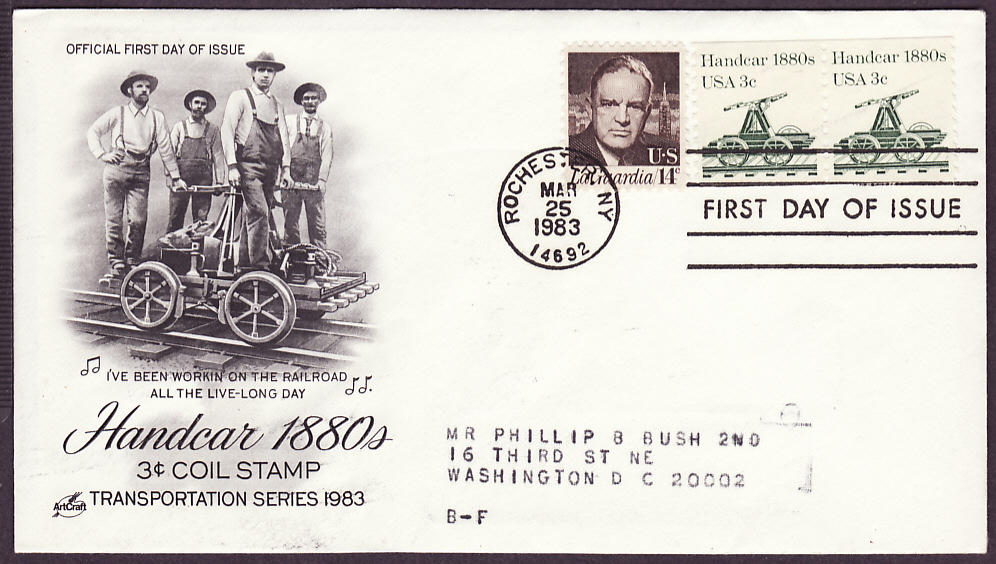 OFFICIAL FIRST DAY OF ISSUE
I'VE BEEN WORKIN' ON THE RAILROAD
ALL THE LIVE-LONG DAY
Handcar 1880s
3¢ COIL STAMP
TRANSPORTATION SERIES 1983
ArtCraft
U·S
LaGuardia 14c
Handcar 1880s
USA 3c
Handcar 1880s
USA 3c
ROCHESTER NY
MAR
25
1983
14692
FIRST DAY OF ISSUE
MR PHILLIP B BUSH 2ND
16 THIRD ST NE
WASHINGTON D C 20002
B-F